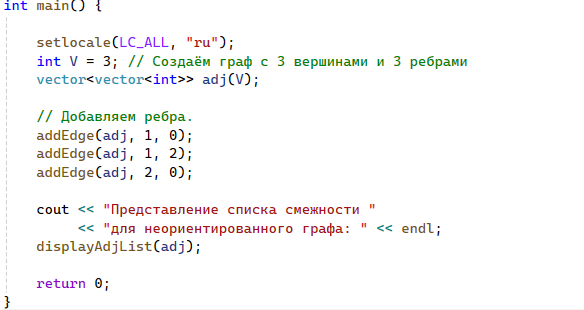 int main() {
setlocale(LC_ALL, "ru");
int V = 3; // Создаём граф с 3 вершинами и 3 ребрами
vector<vector<int>> adj(V);
// Добавляем ребра.
addEdge(adj, 1, 0);
addEdge(adj, 1, 2);
addEdge(adj, 2, 0);
cout << "Представление списка смежности "
<< "для неориентированного графа: " << endl;
displayAdjList(adj);
return 0;
}